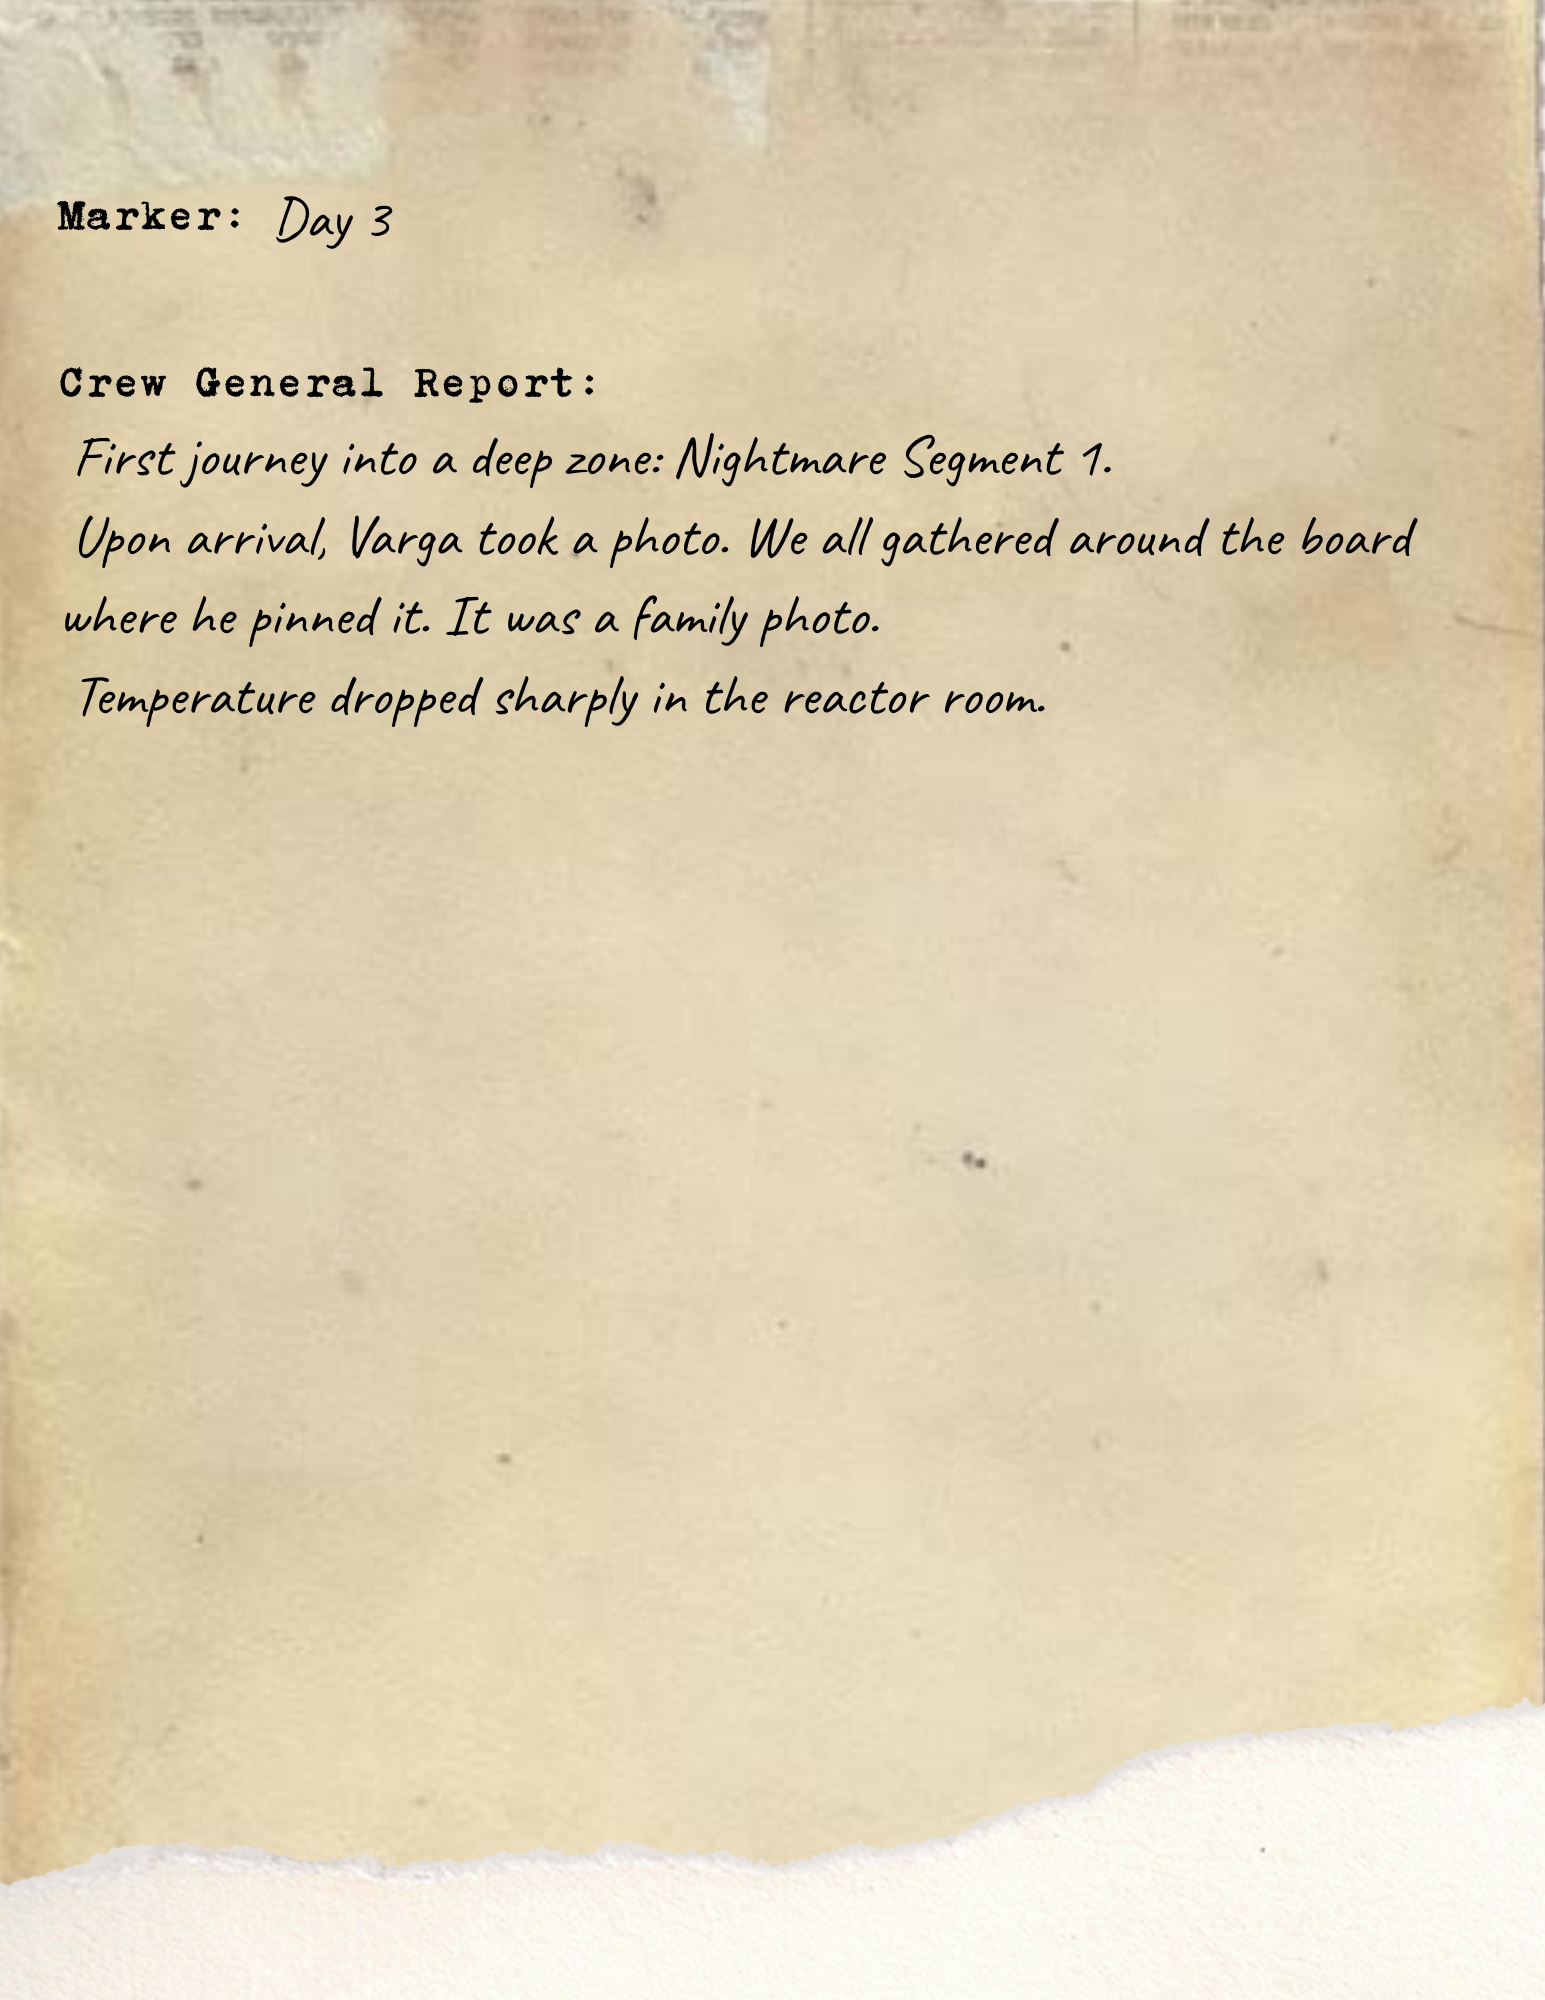 Marker: Day 3
Crew General Report:
First journey into a deep zone: Nightmare Segment 1.
Upon arrival, Varga took a photo. We all gathered around the board
where he pinned it. It was a family photo.
Temperature dropped sharply in the reactor room.